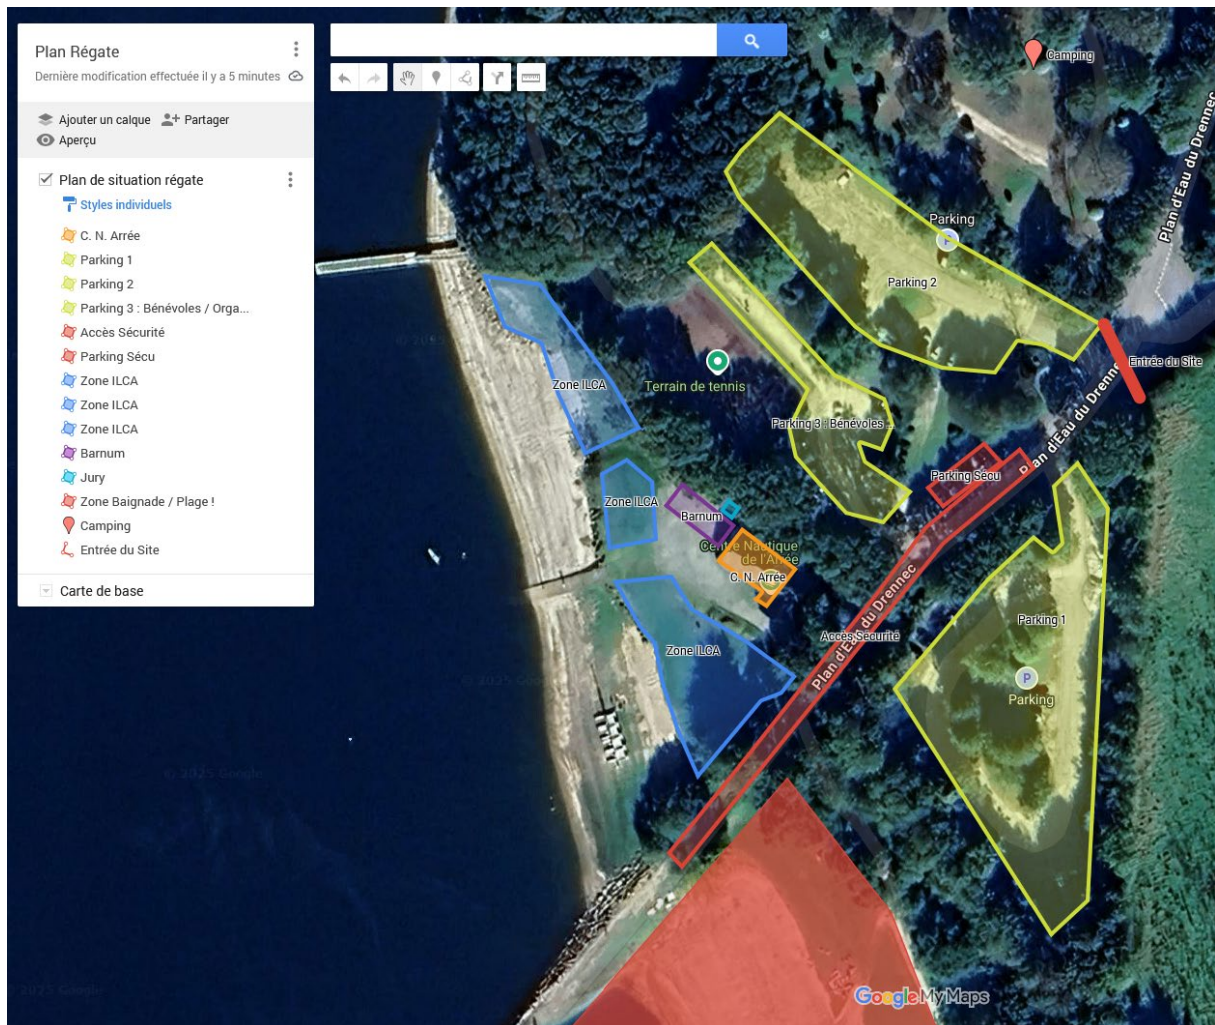 Plan Régate
Dernière modification effectuée il y a 5 minutes
Ajouter un calque
Partager
Aperçu
Plan de situation régate
Styles individuels
C. N. Arrée
Parking 1
Parking 2
Parking 3 : Bénévoles / Orga...
Accès Sécurité
Parking Sécu
Zone ILCA
Zone ILCA
Zone ILCA
Barnum
Jury
Zone Baignade / Plage !
Camping
Entrée du Site
Carte de base
Camping
Plan d'Eau du Drennec
Parking
P
Parking 2
Entrée du Site
Zone ILCA
Terrain de tennis
Parking 3 : Bénévoles ...
Plan d'Eau du Drennec
Parking Sécu
Zone ILCA
Barnum
Centre Nautique
de l'Arrée
C. N. Arrée
Parking 1
Accès Sécurité
Plan d'Eau du Drennec
Zone ILCA
P
Parking
© 2025 Google
2025 Google
Google My Maps